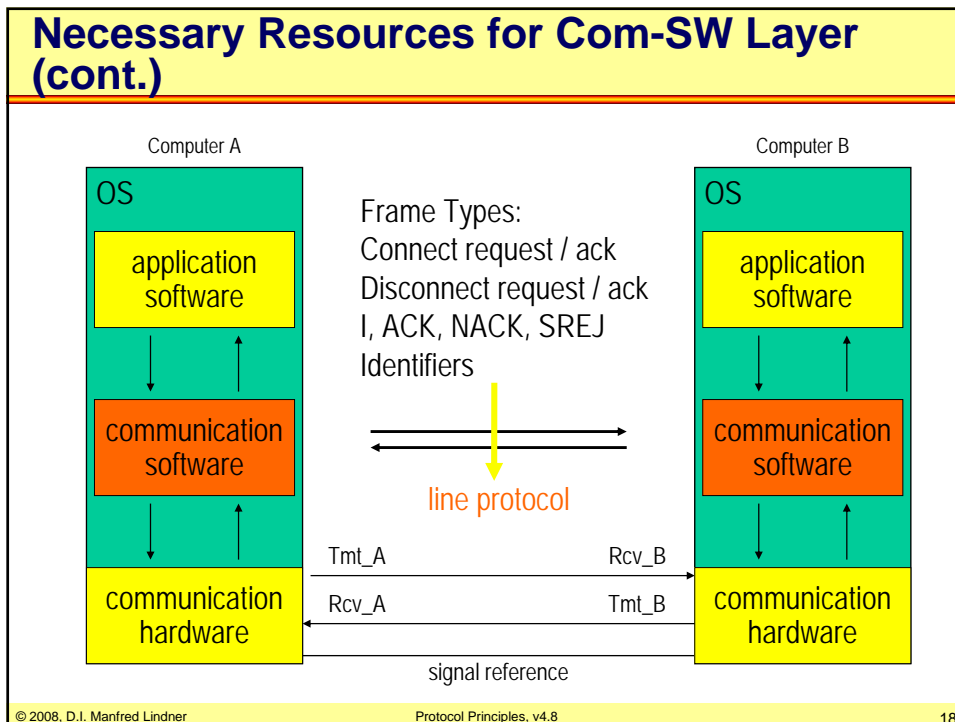 Necessary Resources for Com-SW Layer
(cont.)
Computer A
Computer B
OS
application
software
communication
software
communication
hardware
Frame Types:
Connect request / ack
Disconnect request / ack
I, ACK, NACK, SREJ
Identifiers
line protocol
Tmt_A
Rcv_B
Rcv_A
Tmt_B
signal reference
OS
application
software
communication
software
communication
hardware
© 2008, D.I. Manfred Lindner
Protocol Principles, v4.8
18